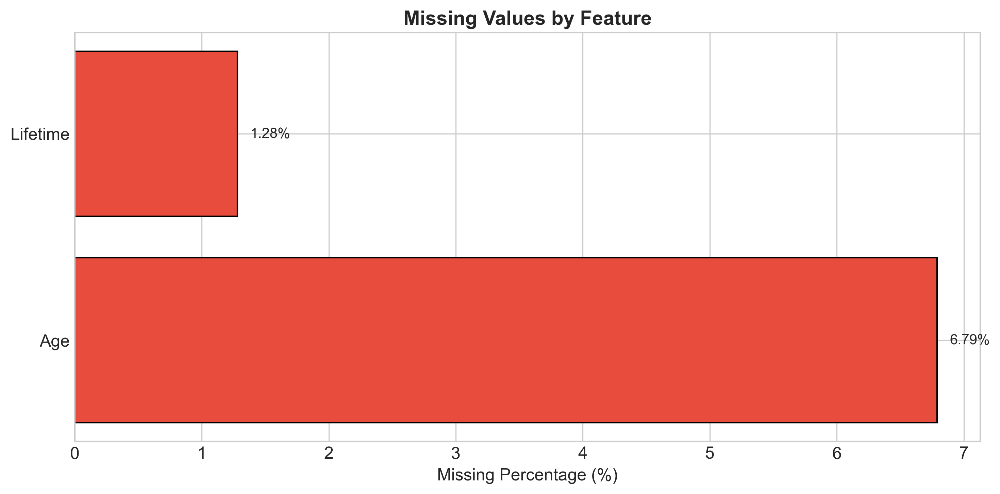 Missing Values by Feature
Lifetime
1.28%
Age
6.79%
0 1 2 3 4 5 6 7
Missing Percentage (%)